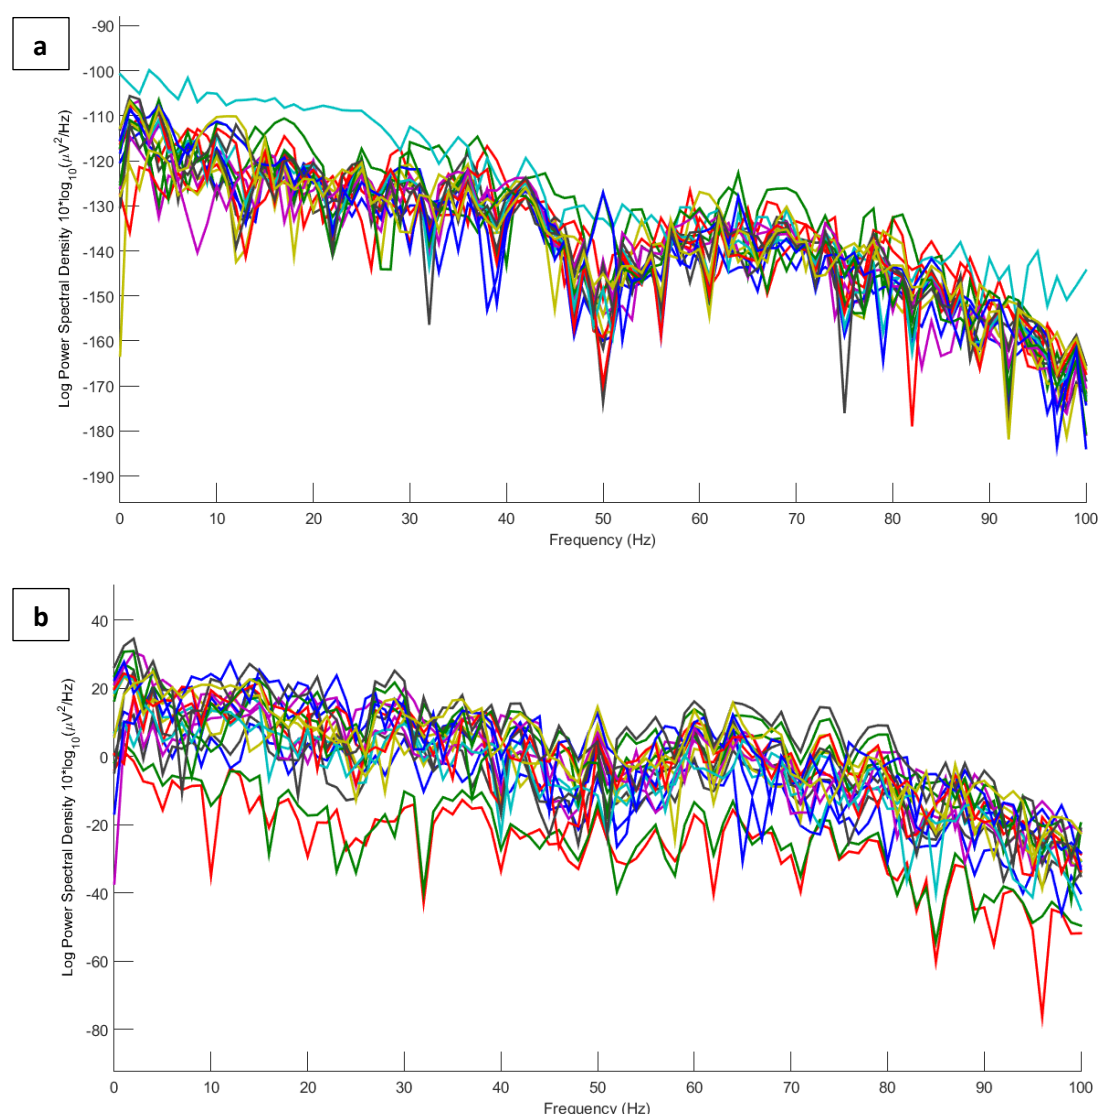 a
Log Power Spectral Density 10*log10(μV2/Hz)
-90
-100
-110
-120
-130
-140
-150
-160
-170
-180
-190
0 10 20 30 40 50 60 70 80 90 100
Frequency (Hz)
b
Log Power Spectral Density 10*log10(μV2/Hz)
40
20
0
-20
-40
-60
-80
0 10 20 30 40 50 60 70 80 90 100
Frequency (Hz)